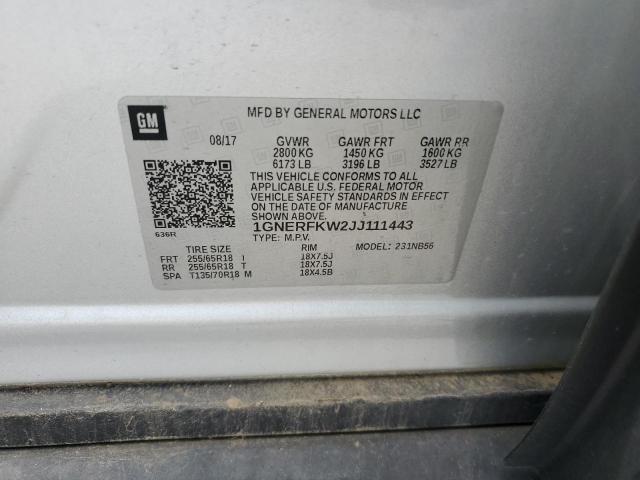 GM
MFD BY GENERAL MOTORS LLC
08/17 GVWR GAWR FRT GAWR RR
2800 KG 1450 KG 1600 KG
6173 LB 3196 LB 3527 LB
THIS VEHICLE CONFORMS TO ALL
APPLICABLE U.S. FEDERAL MOTOR
VEHICLE SAFETY STANDARDS IN EFFECT
ON THE DATE OF MANUFACTURE
SHOWN ABOVE.
1GNERFKW2JJ111443
636R
TYPE: M.P.V. MODEL: 231NB56
TIRE SIZE RIM
FRT 255/65R18 I 18X7.5J
RR 255/65R18 T 18X7.5J
SPA T135/70R18 M 18X4.5B